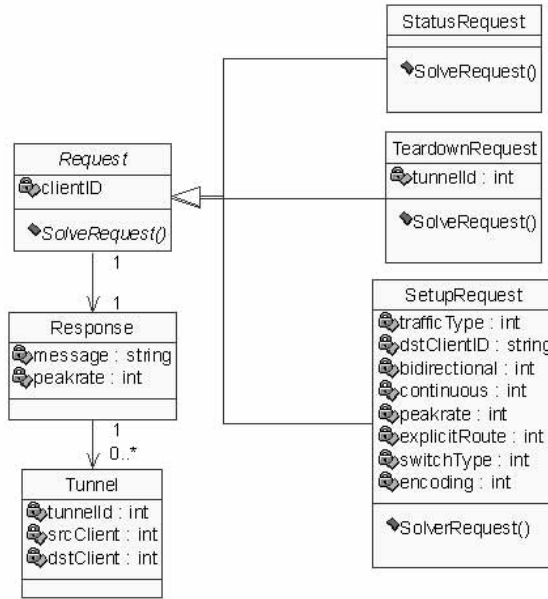 StatusRequest
SolveRequest()
TeardownRequest
tunnelId : int
SolveRequest()
Request
clientID
SolveRequest()
1
1
Response
message : string
peakrate : int
1
0..*
Tunnel
tunnelId : int
srcClient : int
dstClient : int
SetupRequest
trafficType : int
dstClientID : string
bidirectional : int
continuous : int
peakrate : int
explicitRoute : int
switchType : int
encoding : int
SolverRequest()